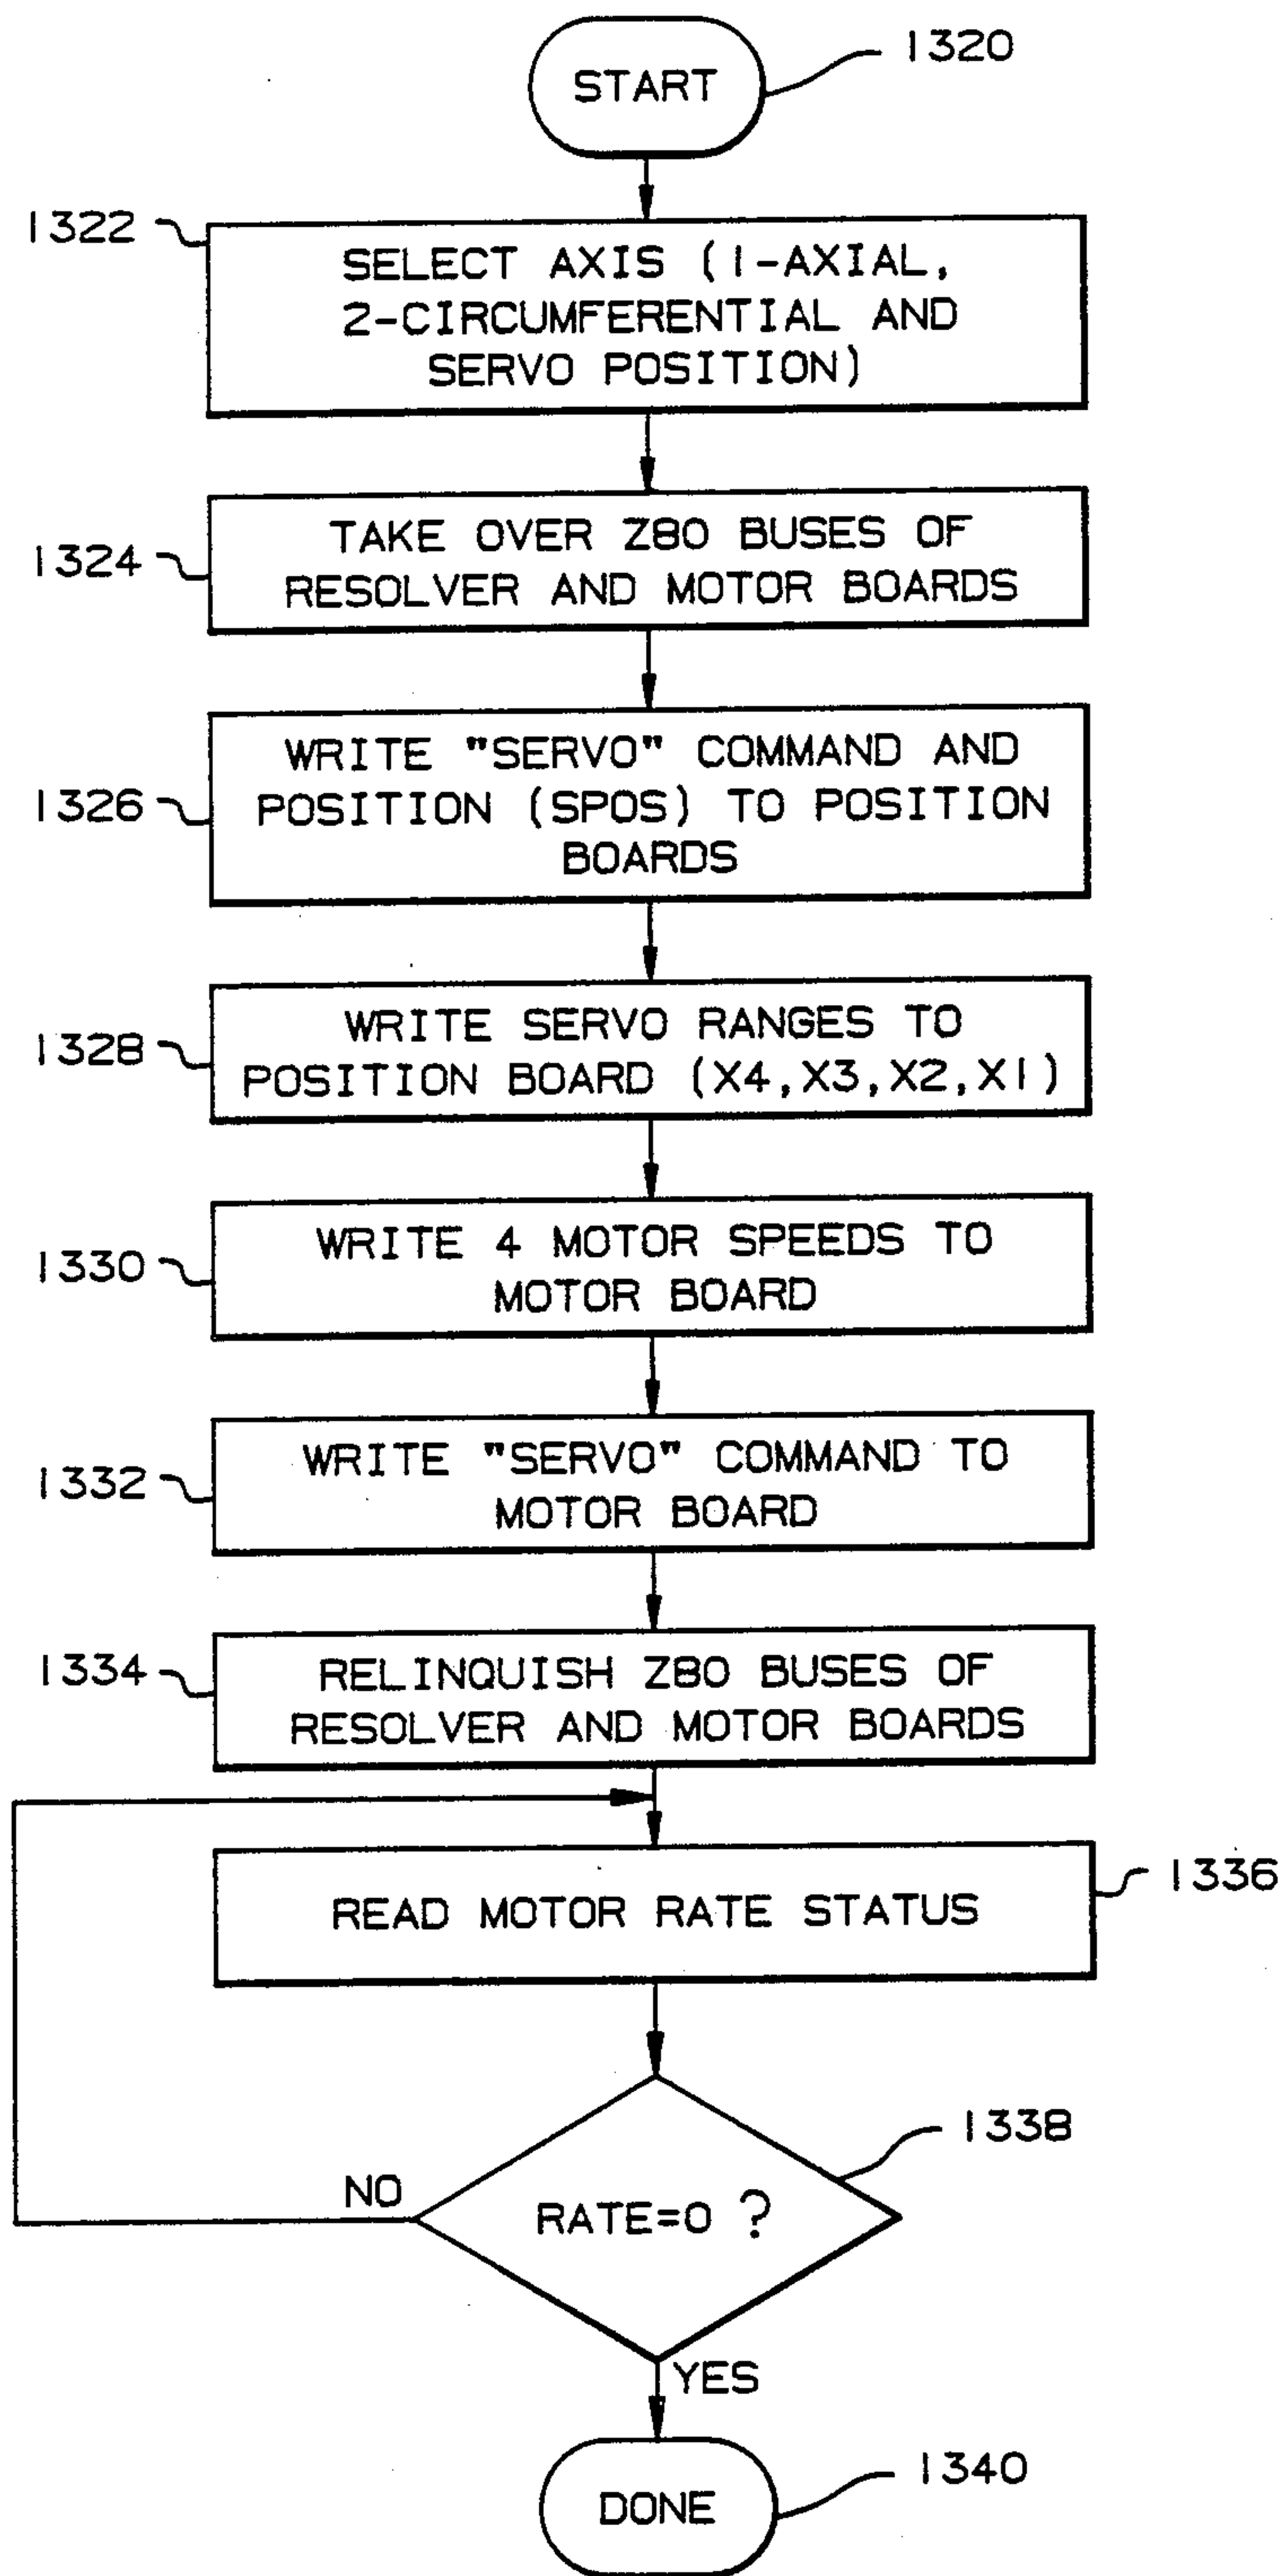 START
1320
1322
SELECT AXIS (1-AXIAL,
2-CIRCUMFERENTIAL AND
SERVO POSITION)
1324
TAKE OVER Z80 BUSES OF
RESOLVER AND MOTOR BOARDS
1326
WRITE "SERVO" COMMAND AND
POSITION (SPOS) TO POSITION
BOARDS
1328
WRITE SERVO RANGES TO
POSITION BOARD (X4,X3,X2,X1)
1330
WRITE 4 MOTOR SPEEDS TO
MOTOR BOARD
1332
WRITE "SERVO" COMMAND TO
MOTOR BOARD
1334
RELINQUISH Z80 BUSES OF
RESOLVER AND MOTOR BOARDS
READ MOTOR RATE STATUS
1336
1338
NO
RATE=0 ?
YES
DONE
1340